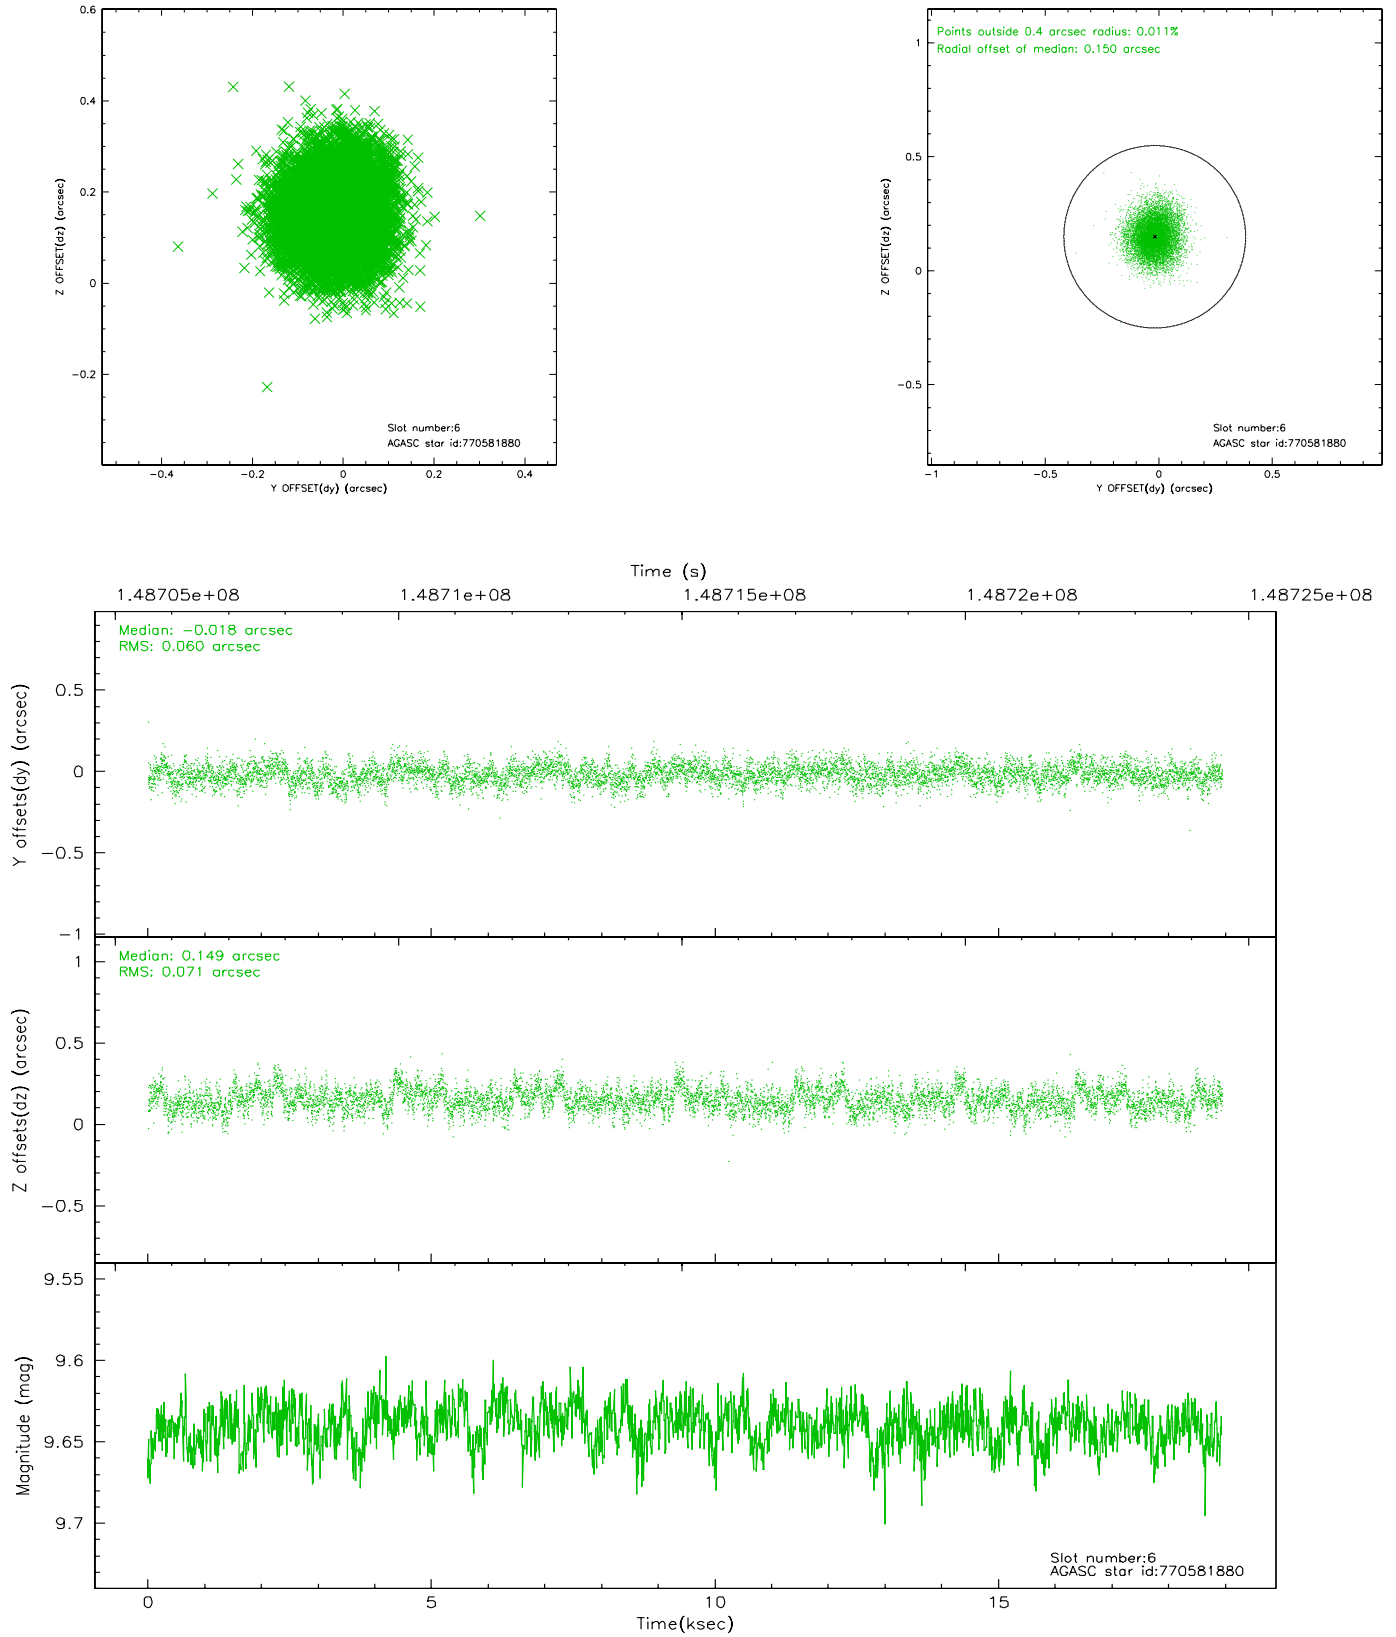 0.6
0.4
0.2
0
−0.2
−0.4
−0.2
0
0.2
0.4
Z OFFSET(dz) (arcsec)
Y OFFSET(dy) (arcsec)
Slot number:6
AGASC star id:770581880
Points outside 0.4 arcsec radius: 0.011%
Radial offset of median: 0.150 arcsec
1
0.5
0
−0.5
−1
−0.5
0
0.5
Z OFFSET(dz) (arcsec)
Y OFFSET(dy) (arcsec)
Slot number:6
AGASC star id:770581880
Time (s)
1.48705e+08
1.4871e+08
1.48715e+08
1.4872e+08
1.48725e+08
Median: −0.018 arcsec
RMS: 0.060 arcsec
0.5
0
−0.5
−1
Y offsets(dy) (arcsec)
Median: 0.149 arcsec
RMS: 0.071 arcsec
1
0.5
0
−0.5
Z offsets(dz) (arcsec)
9.55
9.6
9.65
9.7
Magnitude (mag)
Slot number:6
AGASC star id:770581880
0
5
10
15
Time(ksec)